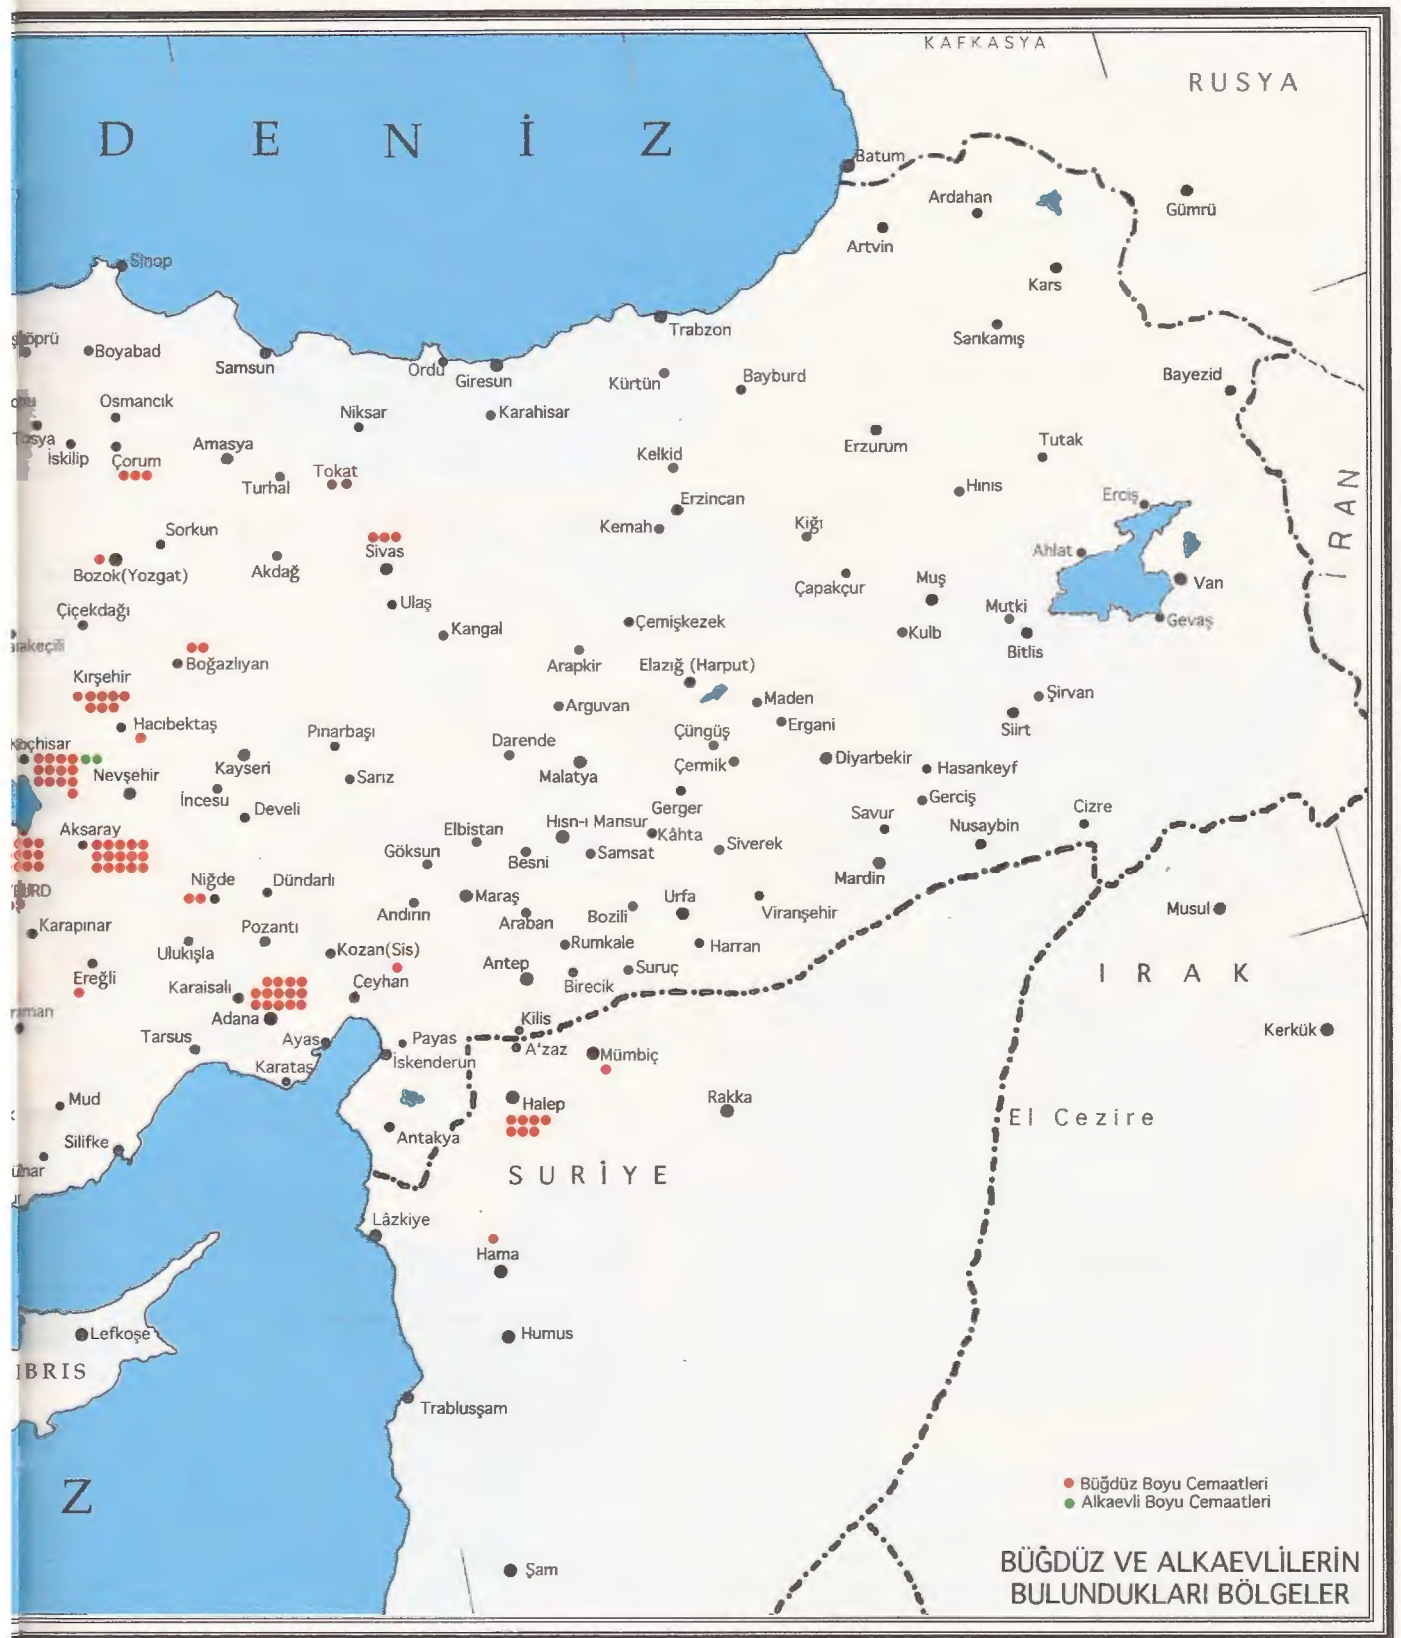 KAFKASYA
RUSYA
D E N İ Z
Batum
Ardahan
Gümrü
Artvin
Kars
Sinop
Trabzon
Sarıkamış
Boyabad
Samsun
Ordu
Giresun
Kürtün
Bayburd
Bayezid
Osmancık
Niksar
Karahisar
Erzurum
Tutak
İskilip
Çorum
Amasya
Turhal
Tokat
Kelkid
Erzincan
Hınıs
Erciş
İRAN
Kemah
Kiğı
Sorkun
Sivas
Ahlat
Bozok(Yozgat)
Akdağ
Çapakçur
Muş
Van
Çiçekdağı
Ulaş
Kangal
Çemişkezek
Kulb
Mutki
Bitlis
Gevaş
Boğazlıyan
Arapkir
Elazığ (Harput)
Kırşehir
Arguvan
Maden
Şirvan
Hacıbektaş
Ergani
Siirt
Pınarbaşı
Darende
Çüngüş
Nevşehir
Kayseri
Sarız
Malatya
Çermik
Diyarbekir
Hasankeyf
İncesu
Develi
Gerger
Gerciş
Aksaray
Elbistan
Hısn-ı Mansur
Kâhta
Savur
Nusaybin
Cizre
Göksun
Besni
Samsat
Siverek
Niğde
Dündarlı
Mardin
Maraş
Urfa
Viranşehir
Musul
Andırın
Araban
Bozili
Karapınar
Pozantı
Ulukışla
Kozan(Sis)
Rumkale
Harran
Ereğli
Antep
Suruç
IRAK
Karaisalı
Ceyhan
Birecik
Adana
Kilis
Kerkük
Tarsus
Ayas
Payas
A'zaz
Mümbiç
İskenderun
Karataş
Mud
Halep
Rakka
El Cezire
Silifke
Antakya
SURİYE
Lâzkiye
Hama
Lefkoşe
Humus
IBRIS
Trablusşam
Z
Büğdüz Boyu Cemaatleri
Alkaevli Boyu Cemaatleri
Şam
BÜĞDÜZ VE ALKAEVLİLERİN
BULUNDUKLARI BÖLGELER